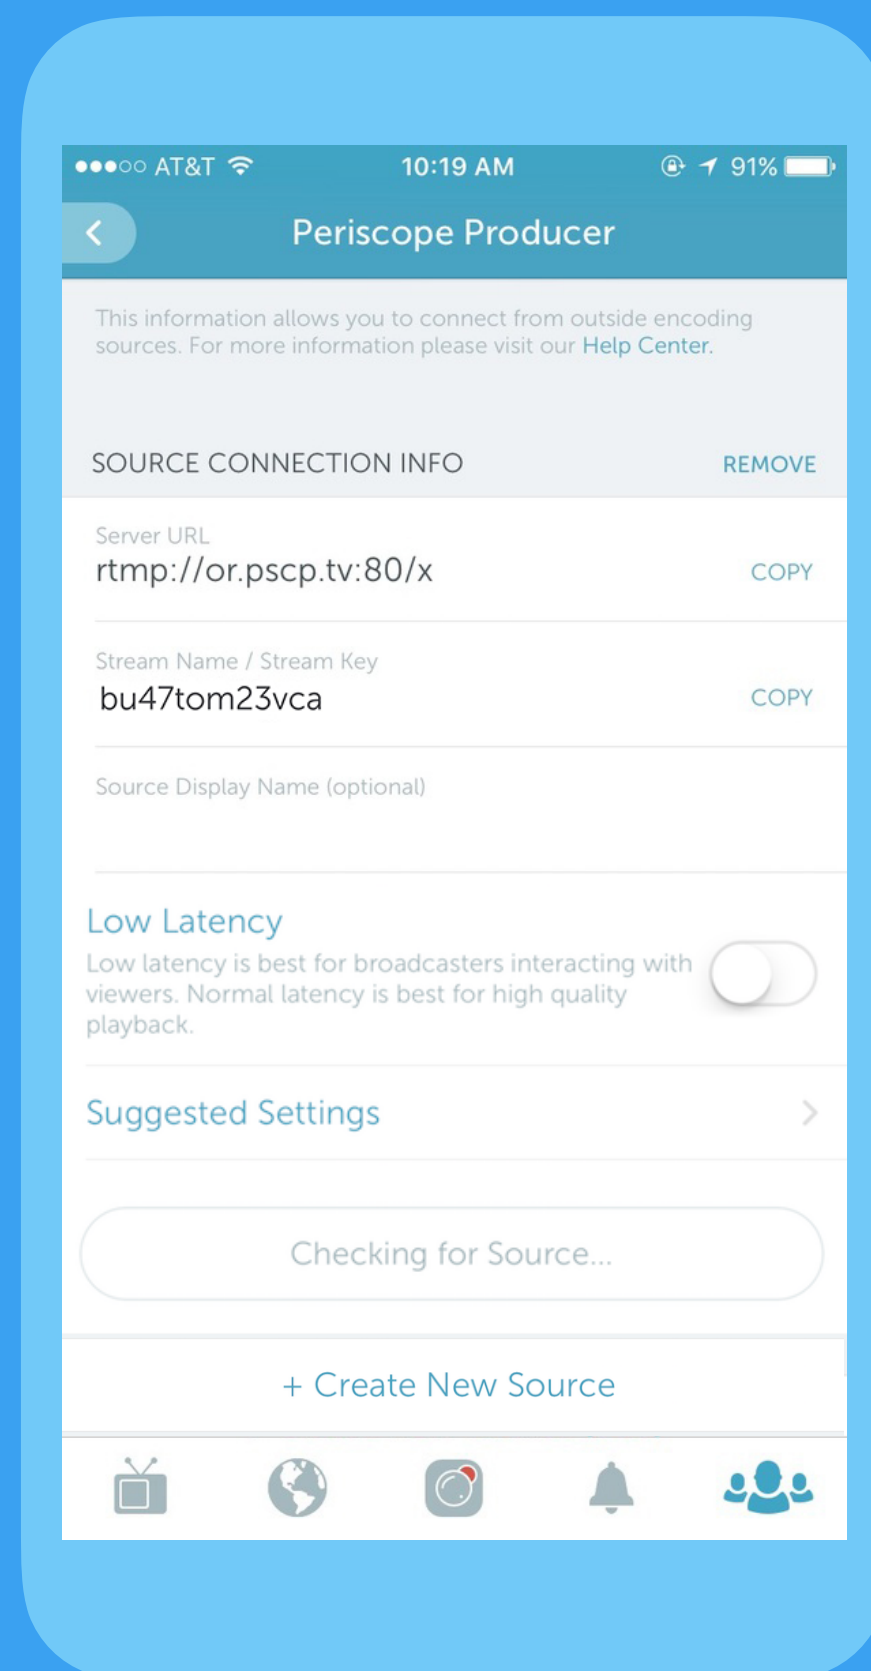 AT&T 10:19 AM 91%
Periscope Producer
This information allows you to connect from outside encoding
sources. For more information please visit our Help Center.
SOURCE CONNECTION INFO REMOVE
Server URL
rtmp://or.pscp.tv:80/x COPY
Stream Name / Stream Key
bu47tom23vca COPY
Source Display Name (optional)
Low Latency
Low latency is best for broadcasters interacting with
viewers. Normal latency is best for high quality
playback.
Suggested Settings
Checking for Source...
+ Create New Source